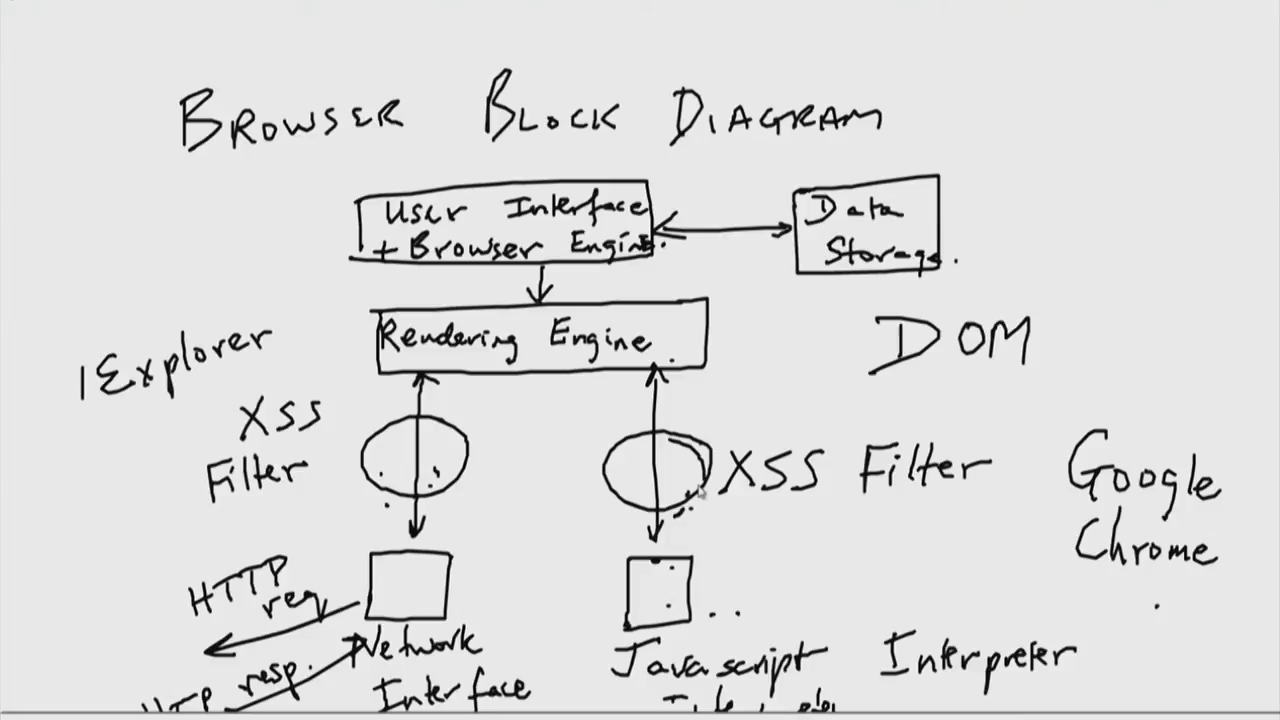 BROWSER BLOCK DIAGRAM
User Interface
+ Browser Engine.
Data
Storage.
Rendering Engine
DOM
IExplorer
XSS
Filter
XSS Filter
Google
Chrome
HTTP
req
resp.
Network
Interface
Javascript Interpreter